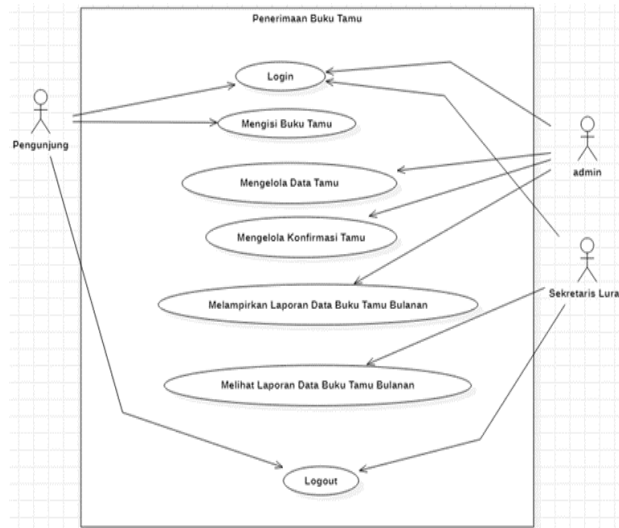 Penerimaan Buku Tamu
Login
Mengisi Buku Tamu
Pengunjung
Mengelola Data Tamu
admin
Mengelola Konfirmasi Tamu
Sekretaris Lura
Melampirkan Laporan Data Buku Tamu Bulanan
Melihat Laporan Data Buku Tamu Bulanan
Logout